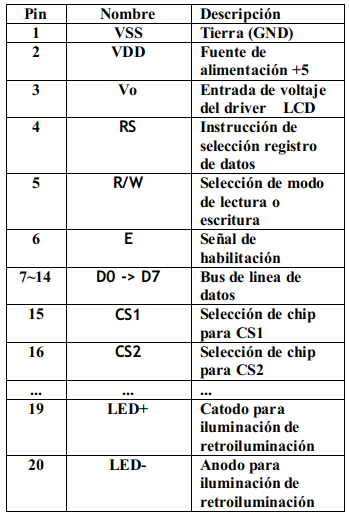 Pin Nombre Descripción
1 VSS Tierra (GND)
2 VDD Fuente de
alimentación +5
3 Vo Entrada de voltaje
del driver LCD
4 RS Instrucción de
selección registro
de datos
5 R/W Selección de modo
de lectura o
escritura
6 E Señal de
habilitación
7~14 D0 -> D7 Bus de linea de
datos
15 CS1 Selección de chip
para CS1
16 CS2 Selección de chip
para CS2
... ... ...
19 LED+ Catodo para
iluminación de
retroiluminación
20 LED- Anodo para
iluminación de
retroiluminación